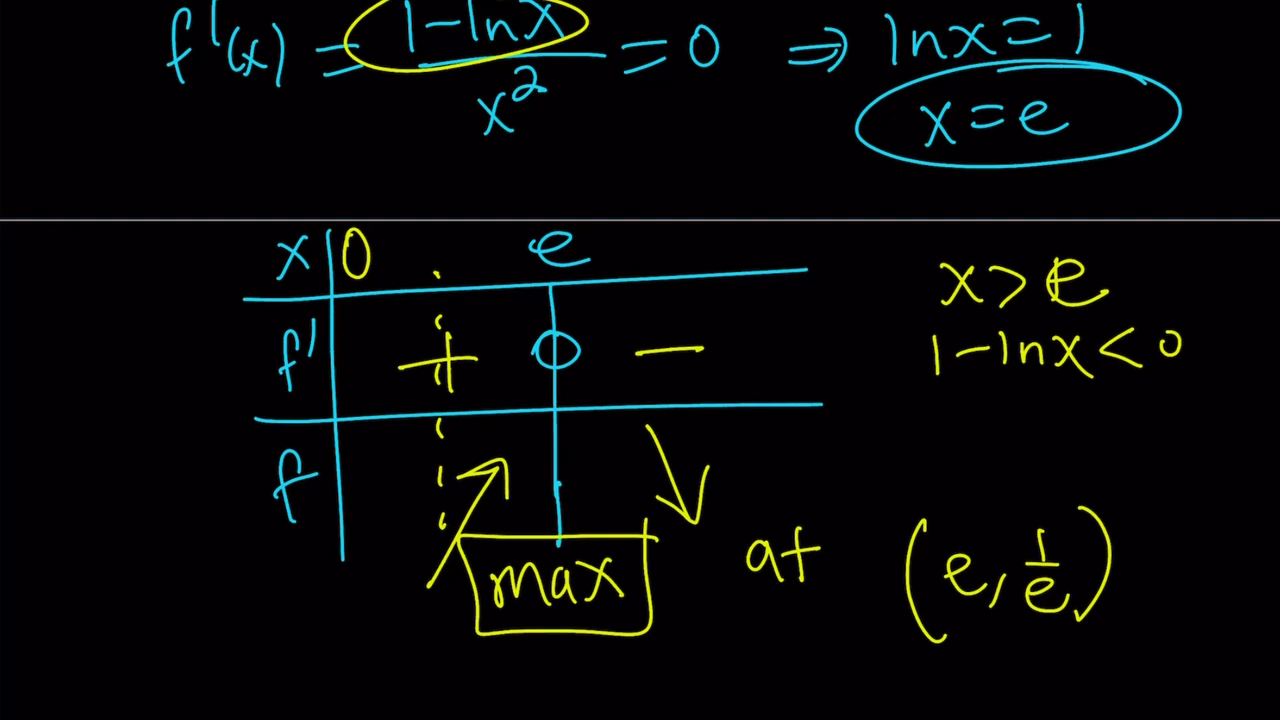 f'(x) = (1-lnx)/x² = 0 ⇒ lnx=1
x=e
x 0 e
f' + 0 −
f ↗ ↘
max at (e, 1/e)
x>e
1-lnx<0